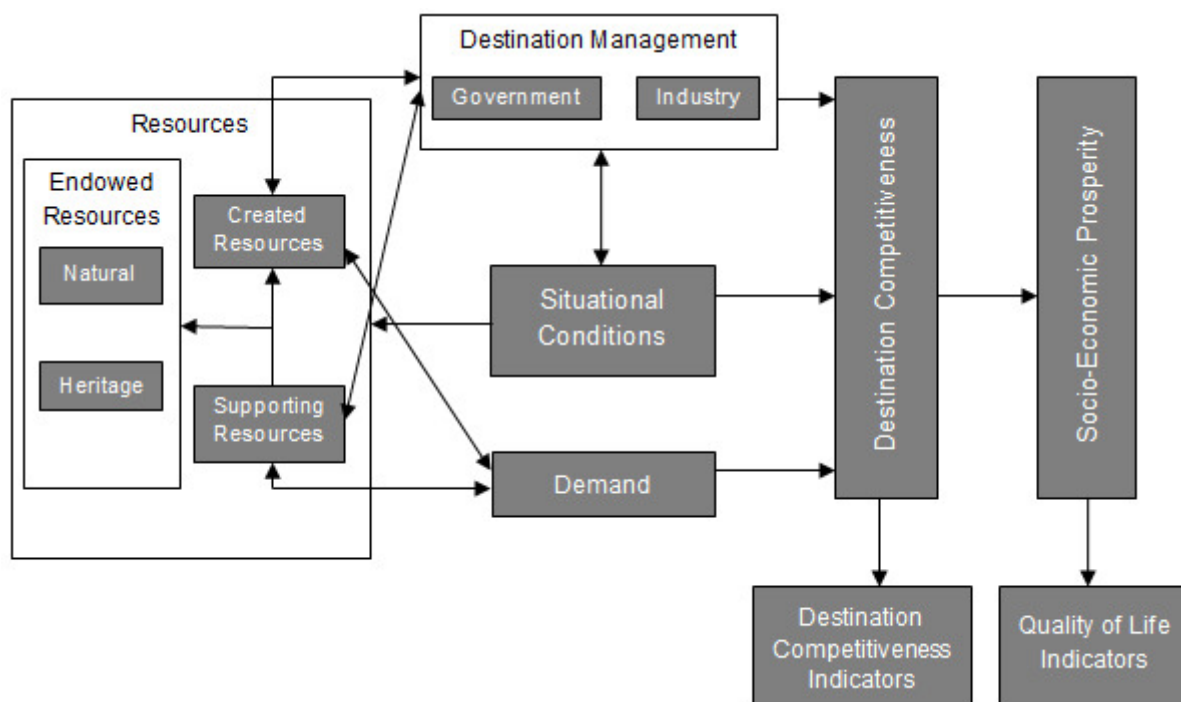 Destination Management
Government
Industry
Resources
Endowed
Resources
Natural
Heritage
Created
Resources
Supporting
Resources
Situational
Conditions
Demand
Destination Competitiveness
Socio-Economic Prosperity
Destination
Competitiveness
Indicators
Quality of Life
Indicators